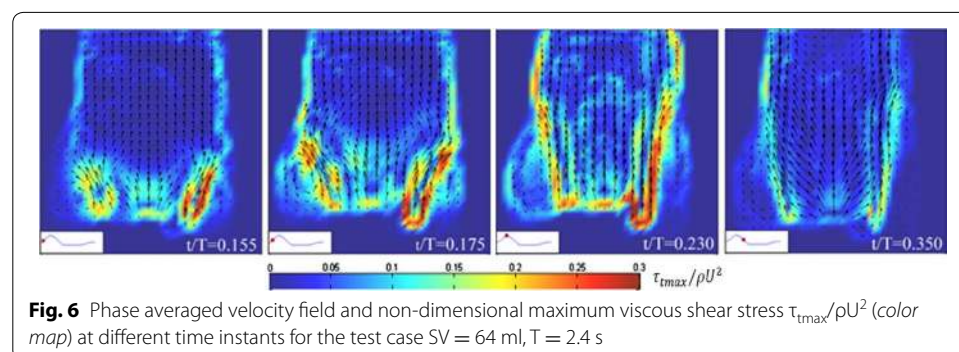 t/T=0.155 t/T=0.175 t/T=0.230 t/T=0.350
0 0.05 0.1 0.15 0.2 0.25 0.3
τtmax/ρU²
Fig. 6 Phase averaged velocity field and non-dimensional maximum viscous shear stress τtmax/ρU² (color
map) at different time instants for the test case SV = 64 ml, T = 2.4 s